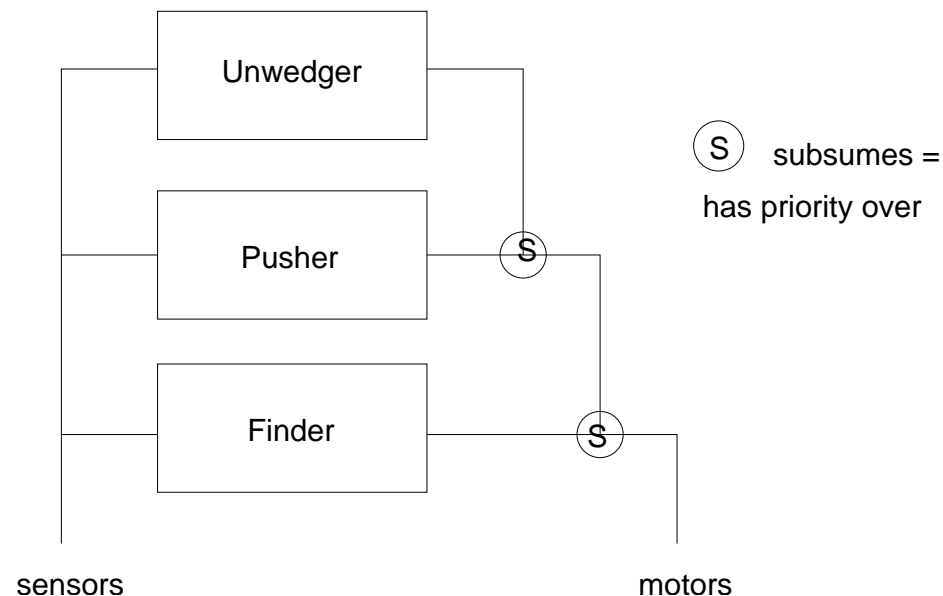 Unwedger
S subsumes =
has priority over
Pusher
S
Finder
S
sensors
motors